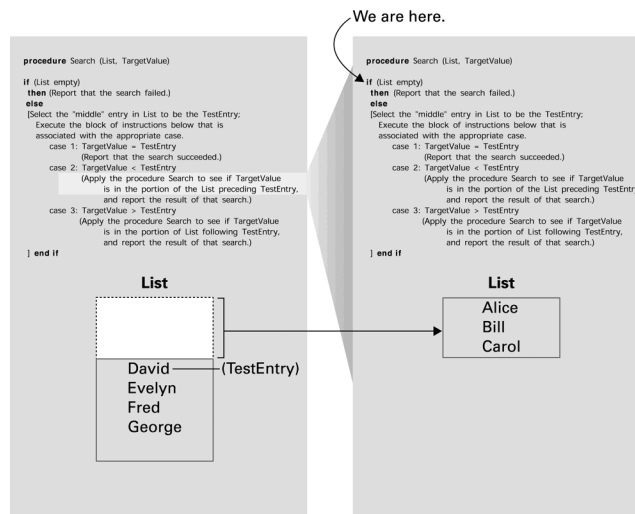 We are here.
procedure Search (List, TargetValue)
if (List empty)
then (Report that the search failed.)
else
[Select the "middle" entry in List to be the TestEntry;
Execute the block of instructions below that is
associated with the appropriate case.
case 1: TargetValue = TestEntry
(Report that the search succeeded.)
case 2: TargetValue < TestEntry
(Apply the procedure Search to see if TargetValue
is in the portion of the List preceding TestEntry,
and report the result of that search.)
case 3: TargetValue > TestEntry
(Apply the procedure Search to see if TargetValue
is in the portion of List following TestEntry,
and report the result of that search.)
] end if
List
David (TestEntry)
Evelyn
Fred
George
procedure Search (List, TargetValue)
if (List empty)
then (Report that the search failed.)
else
[Select the "middle" entry in List to be the TestEntry;
Execute the block of instructions below that is
associated with the appropriate case.
case 1: TargetValue = TestEntry
(Report that the search succeeded.)
case 2: TargetValue < TestEntry
(Apply the procedure Search to see if TargetValue
is in the portion of the List preceding TestEntr
and report the result of that search.)
case 3: TargetValue > TestEntry
(Apply the procedure Search to see if TargetValue
is in the portion of List following TestEntry,
and report the result of that search.)
] end if
List
Alice
Bill
Carol